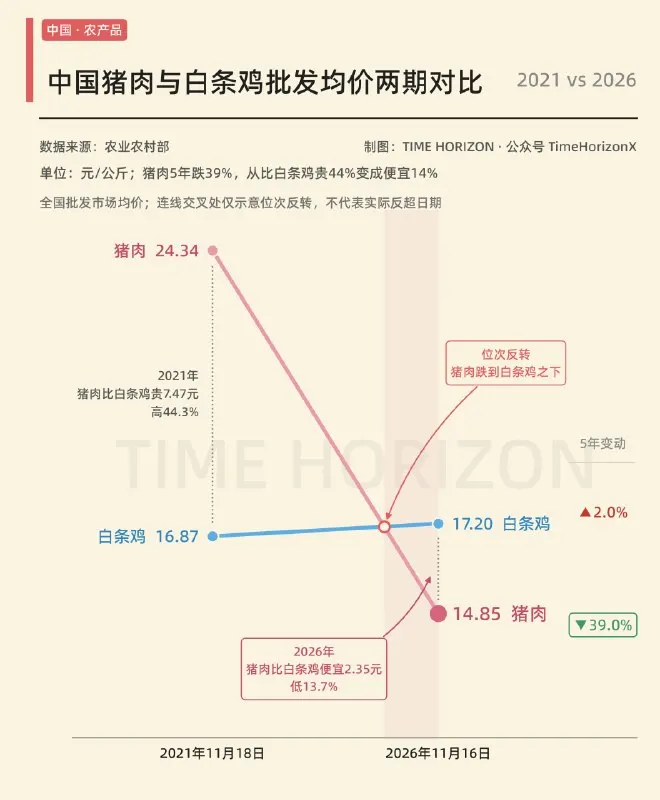 中国·农产品
中国猪肉与白条鸡批发均价两期对比 2021 vs 2026
数据来源：农业农村部 制图：TIME HORIZON·公众号 TimeHorizonX
单位：元/公斤；猪肉5年跌39%，从比白条鸡贵44%变成便宜14%
全国批发市场均价；连线交叉处仅示意位次反转，不代表实际反超日期
猪肉 24.34
位次反转
猪肉跌到白条鸡之下
2021年
猪肉比白条鸡贵7.47元
高44.3%
TIME HORIZON
5年变动
白条鸡 16.87
17.20 白条鸡
▲2.0%
14.85 猪肉
▼39.0%
2026年
猪肉比白条鸡便宜2.35元
低13.7%
2021年11月18日
2026年11月16日